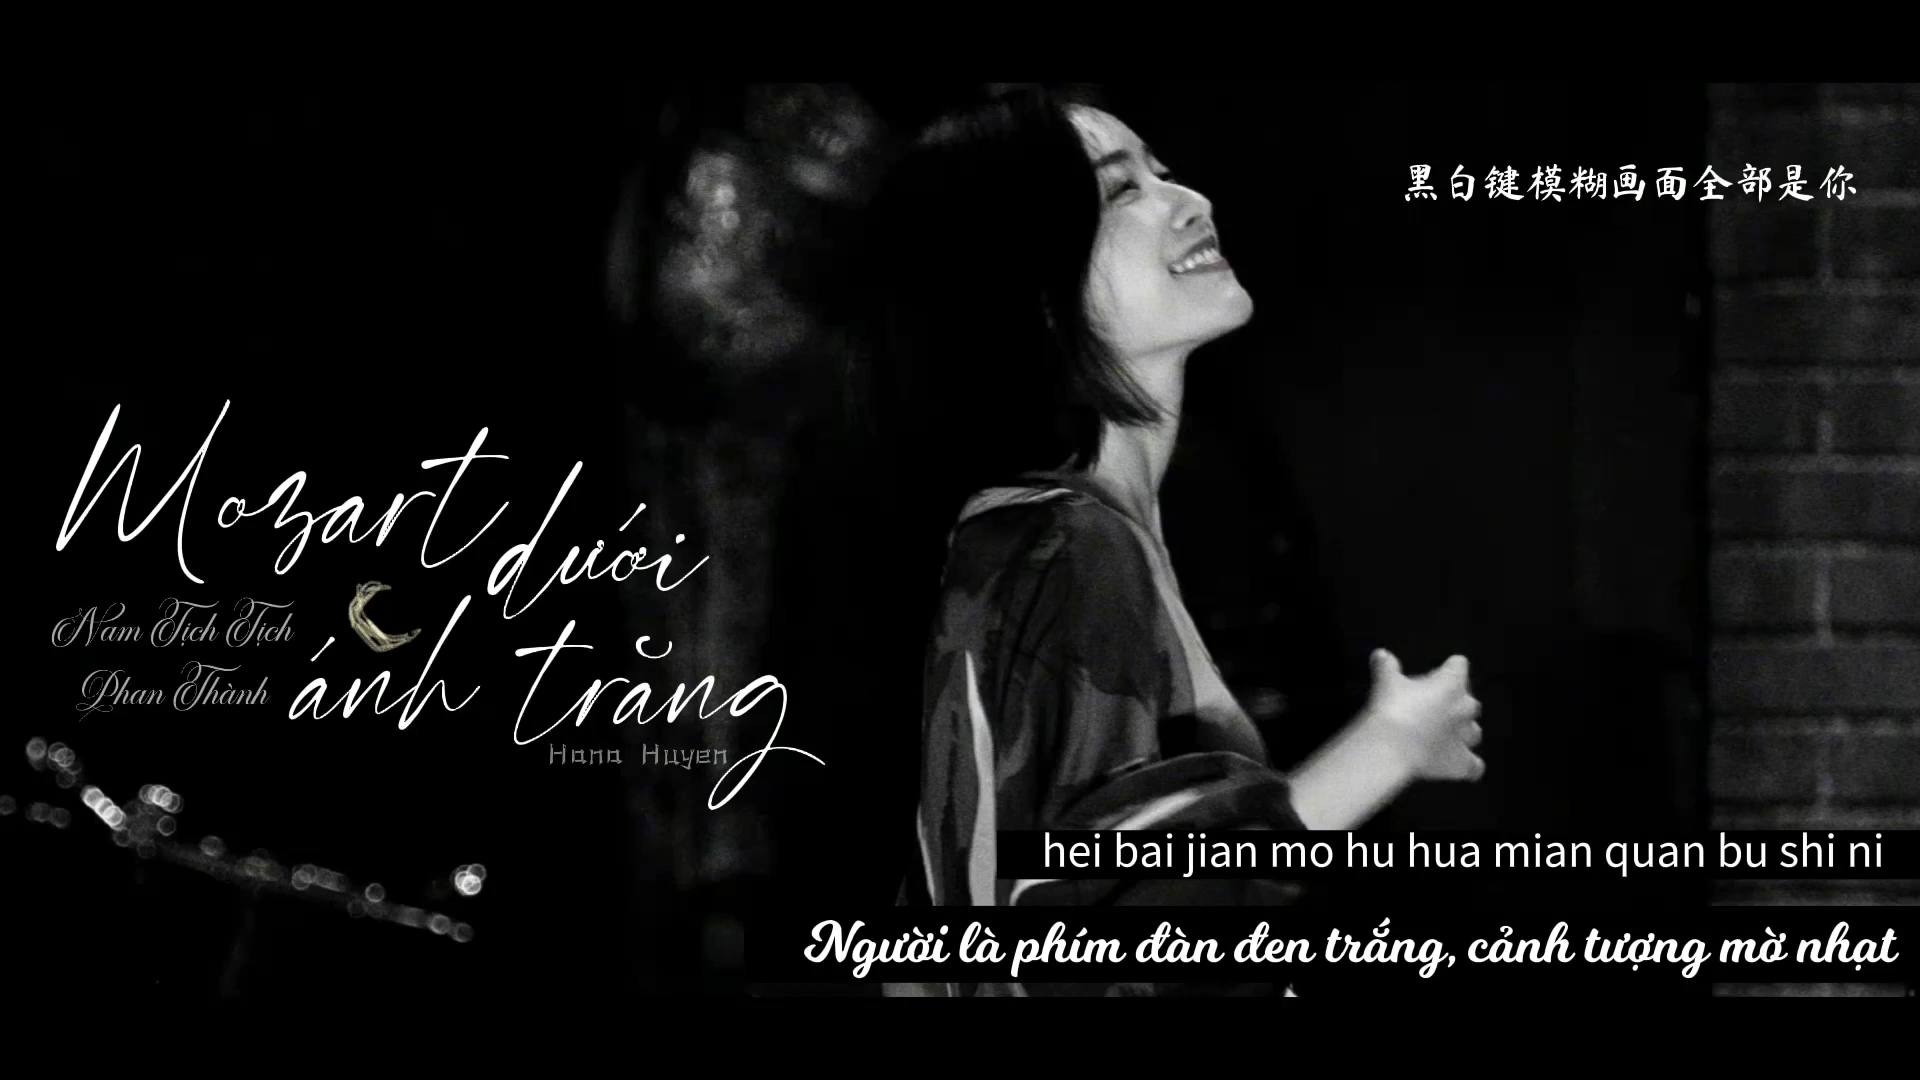 黑白键模糊画面全部是你
Mozart dưới
ánh trăng
Nam Tịch Tịch
Phan Thành
Hana Huyen
hei bai jian mo hu hua mian quan bu shi ni
Người là phím đàn đen trắng, cảnh tượng mờ nhạt